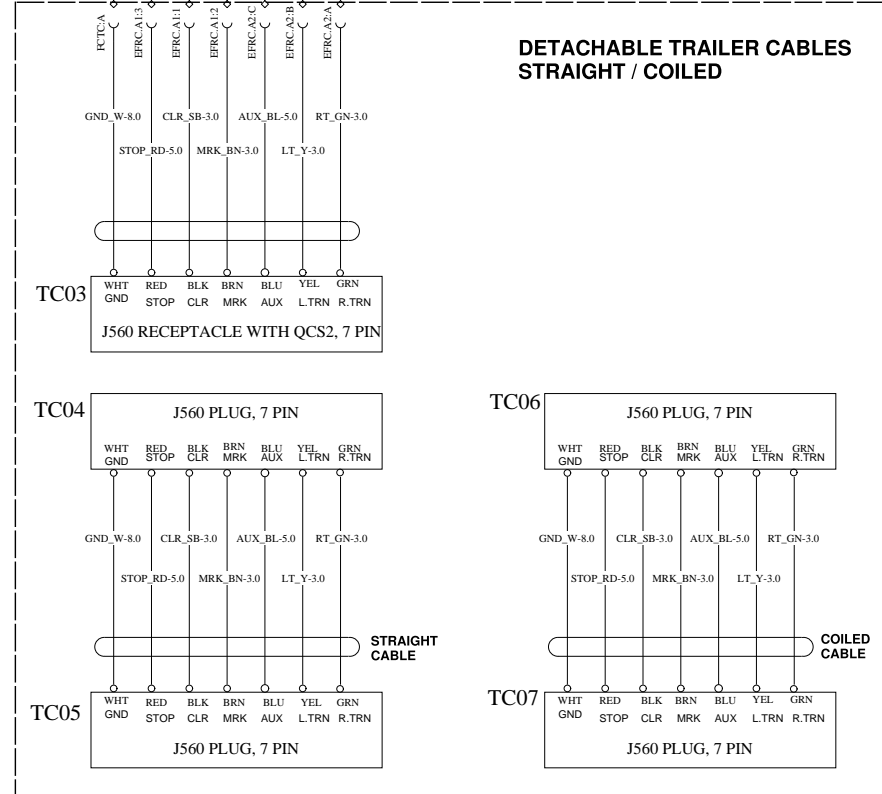 DETACHABLE TRAILER CABLES
STRAIGHT / COILED
FCTC:A
EFRC.A1:3
EFRC.A1:1
EFRC.A1:2
EFRC.A2:C
EFRC.A2:B
EFRC.A2:A
GND_W-8.0 CLR_SB-3.0 AUX_BL-5.0 RT_GN-3.0
STOP_RD-5.0 MRK_BN-3.0 LT_Y-3.0
TC03
WHT RED BLK BRN BLU YEL GRN
GND STOP CLR MRK AUX L.TRN R.TRN
J560 RECEPTACLE WITH QCS2, 7 PIN
TC04
J560 PLUG, 7 PIN
WHT RED BLK BRN BLU YEL GRN
GND STOP CLR MRK AUX L.TRN R.TRN
GND_W-8.0 CLR_SB-3.0 AUX_BL-5.0 RT_GN-3.0
STOP_RD-5.0 MRK_BN-3.0 LT_Y-3.0
STRAIGHT
CABLE
TC05
WHT RED BLK BRN BLU YEL GRN
GND STOP CLR MRK AUX L.TRN R.TRN
J560 PLUG, 7 PIN
TC06
J560 PLUG, 7 PIN
WHT RED BLK BRN BLU YEL GRN
GND STOP CLR MRK AUX L.TRN R.TRN
GND_W-8.0 CLR_SB-3.0 AUX_BL-5.0 RT_GN-3.0
STOP_RD-5.0 MRK_BN-3.0 LT_Y-3.0
COILED
CABLE
TC07
WHT RED BLK BRN BLU YEL GRN
GND STOP CLR MRK AUX L.TRN R.TRN
J560 PLUG, 7 PIN